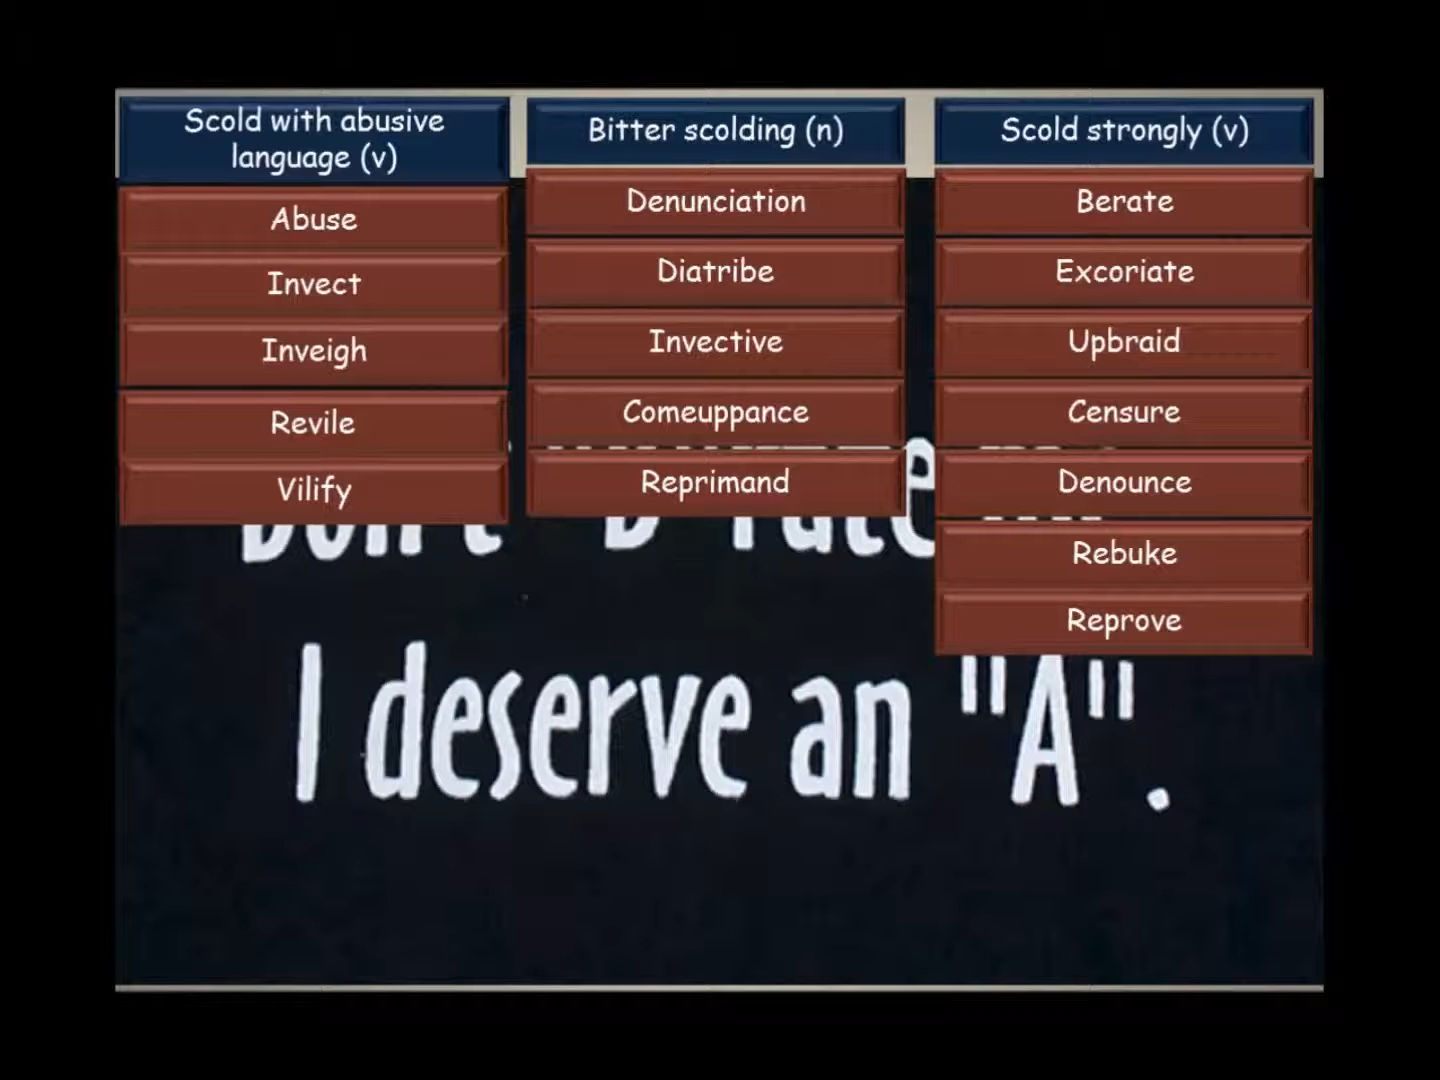 Scold with abusive
language (v)
Abuse
Invect
Inveigh
Revile
Vilify
Bitter scolding (n)
Denunciation
Diatribe
Invective
Comeuppance
Reprimand
Scold strongly (v)
Berate
Excoriate
Upbraid
Censure
Denounce
Rebuke
Reprove
I deserve an "A".